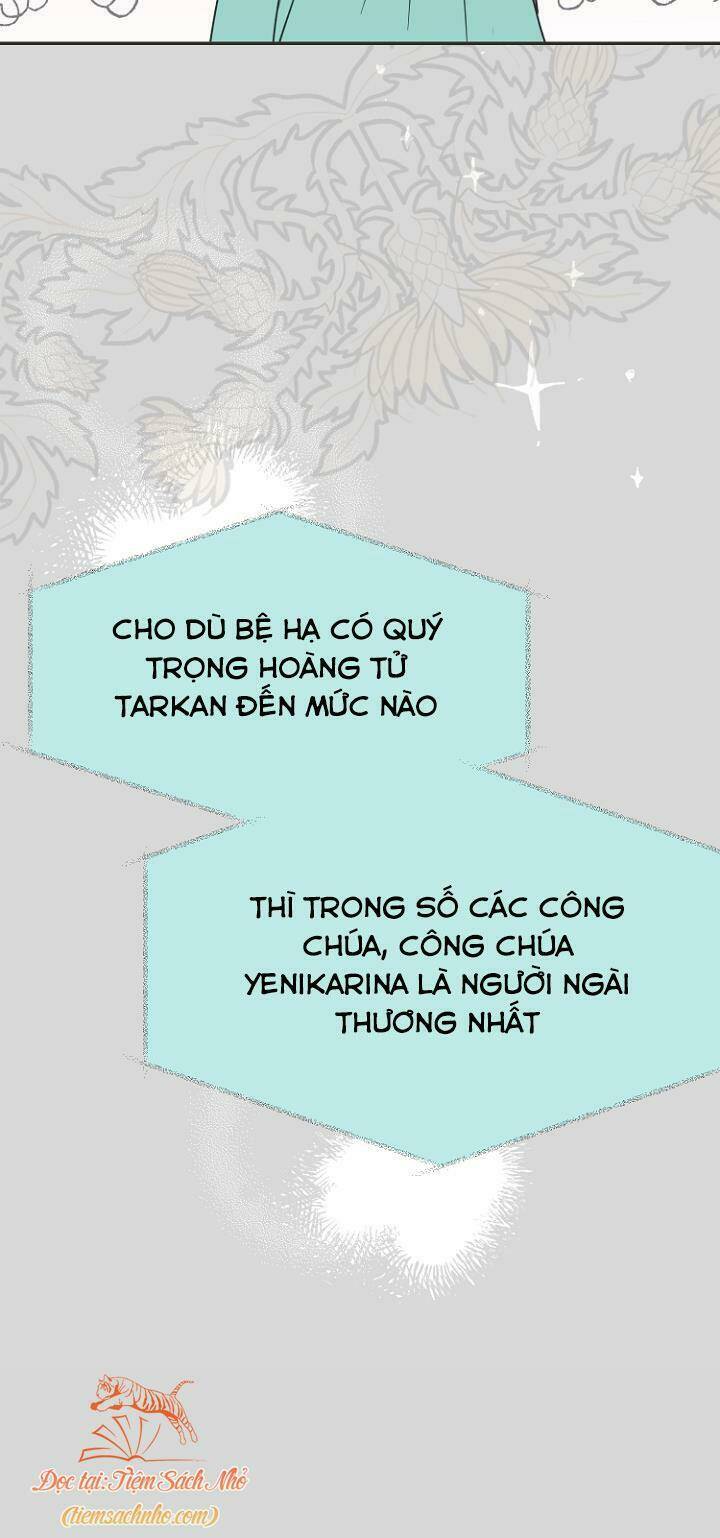 CHO DÙ BỆ HẠ CÓ QUÝ
TRỌNG HOÀNG TỬ
TARKAN ĐẾN MỨC NÀO
THÌ TRONG SỐ CÁC CÔNG
CHÚA, CÔNG CHÚA
YENIKARINA LÀ NGƯỜI NGÀI
THƯƠNG NHẤT
Đọc tại: Tiệm Sách Nhỏ
(tiemsachnho.com)